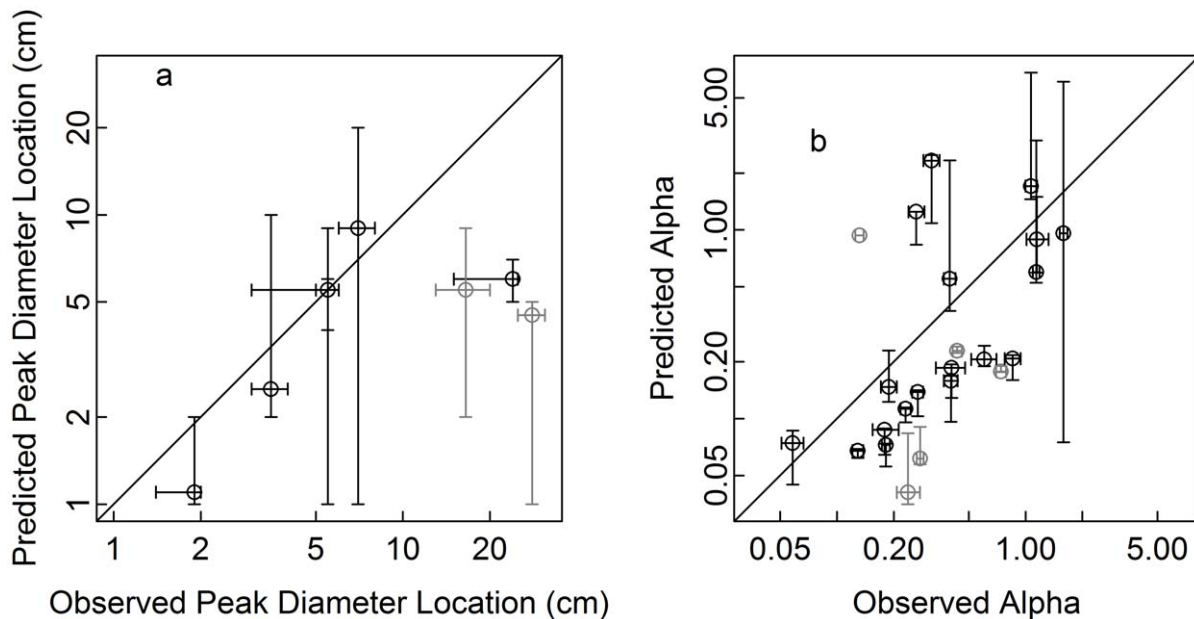 a
Predicted Peak Diameter Location (cm)
20
10
5
2
1
1 2 5 10 20
Observed Peak Diameter Location (cm)
b
Predicted Alpha
5.00
1.00
0.20
0.05
0.05 0.20 1.00 5.00
Observed Alpha